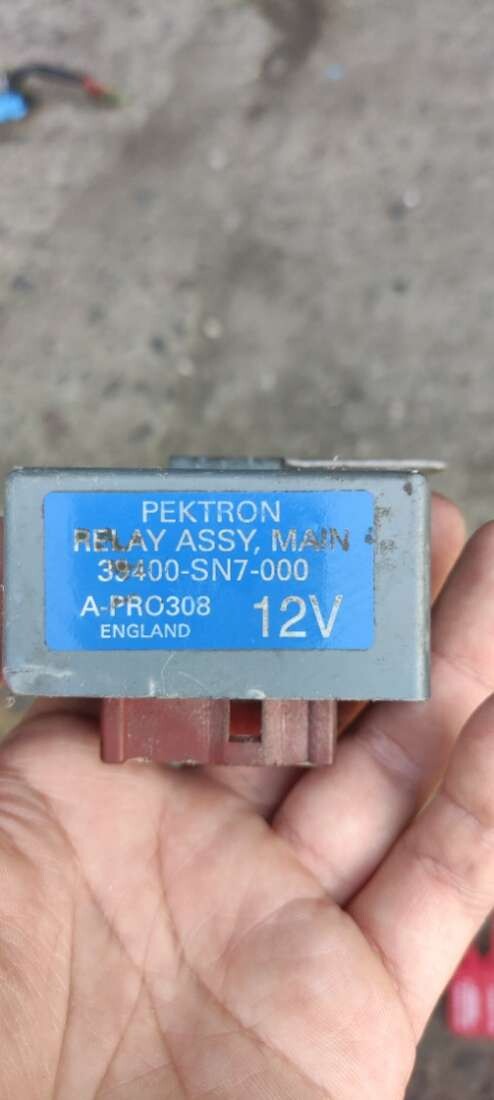 PEKTRON
RELAY ASSY, MAIN
39400-SN7-000
A-PRO308 12V
ENGLAND